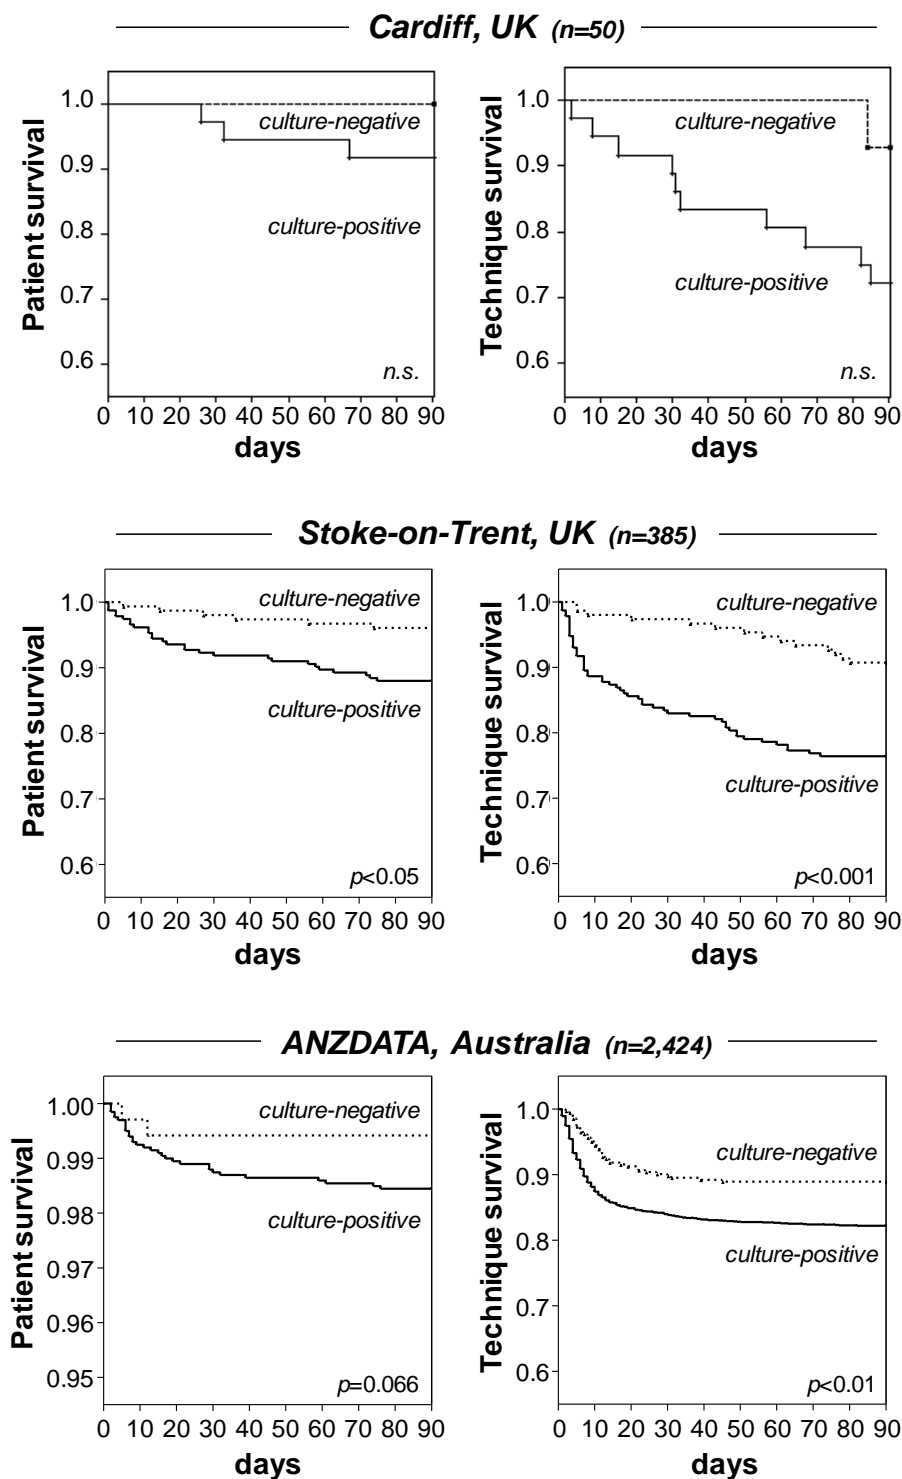 Cardiff, UK (n=50)
Patient survival
1.0
0.9
0.8
0.7
0.6
culture-negative
culture-positive
n.s.
0 10 20 30 40 50 60 70 80 90
days
Technique survival
1.0
0.9
0.8
0.7
0.6
culture-negative
culture-positive
n.s.
0 10 20 30 40 50 60 70 80 90
days
Stoke-on-Trent, UK (n=385)
Patient survival
1.0
0.9
0.8
0.7
0.6
culture-negative
culture-positive
p<0.05
0 10 20 30 40 50 60 70 80 90
days
Technique survival
1.0
0.9
0.8
0.7
0.6
culture-negative
culture-positive
p<0.001
0 10 20 30 40 50 60 70 80 90
days
ANZDATA, Australia (n=2,424)
Patient survival
1.00
0.99
0.98
0.97
0.96
0.95
culture-negative
culture-positive
p=0.066
0 10 20 30 40 50 60 70 80 90
days
Technique survival
1.0
0.9
0.8
0.7
0.6
culture-negative
culture-positive
p<0.01
0 10 20 30 40 50 60 70 80 90
days